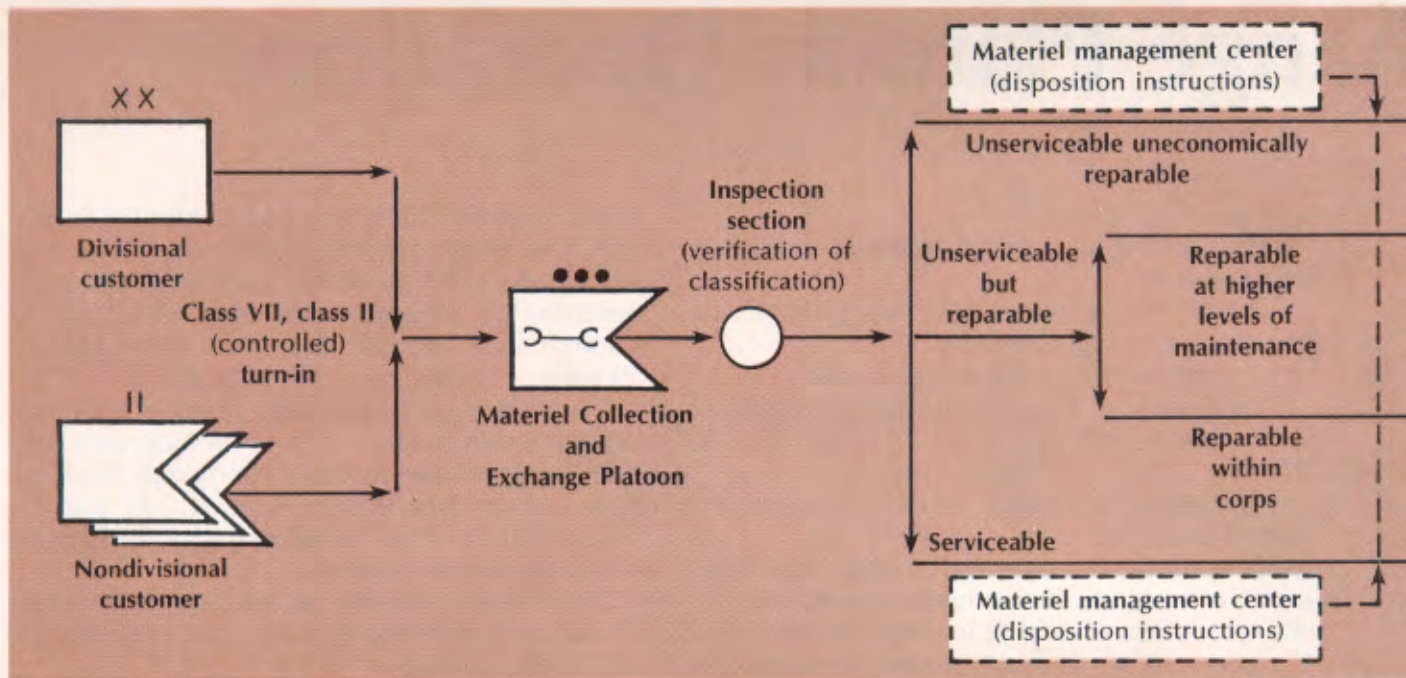 X X
Divisional
customer
Class VII, class II
(controlled)
turn-in
II
Nondivisional
customer
Materiel Collection
and
Exchange Platoon
Inspection
section
(verification of
classification)
Materiel management center
(disposition instructions)
Unserviceable uneconomically
reparable
Unserviceable
but
reparable
Reparable
at higher
levels of
maintenance
Reparable
within
corps
Serviceable
Materiel management center
(disposition instructions)